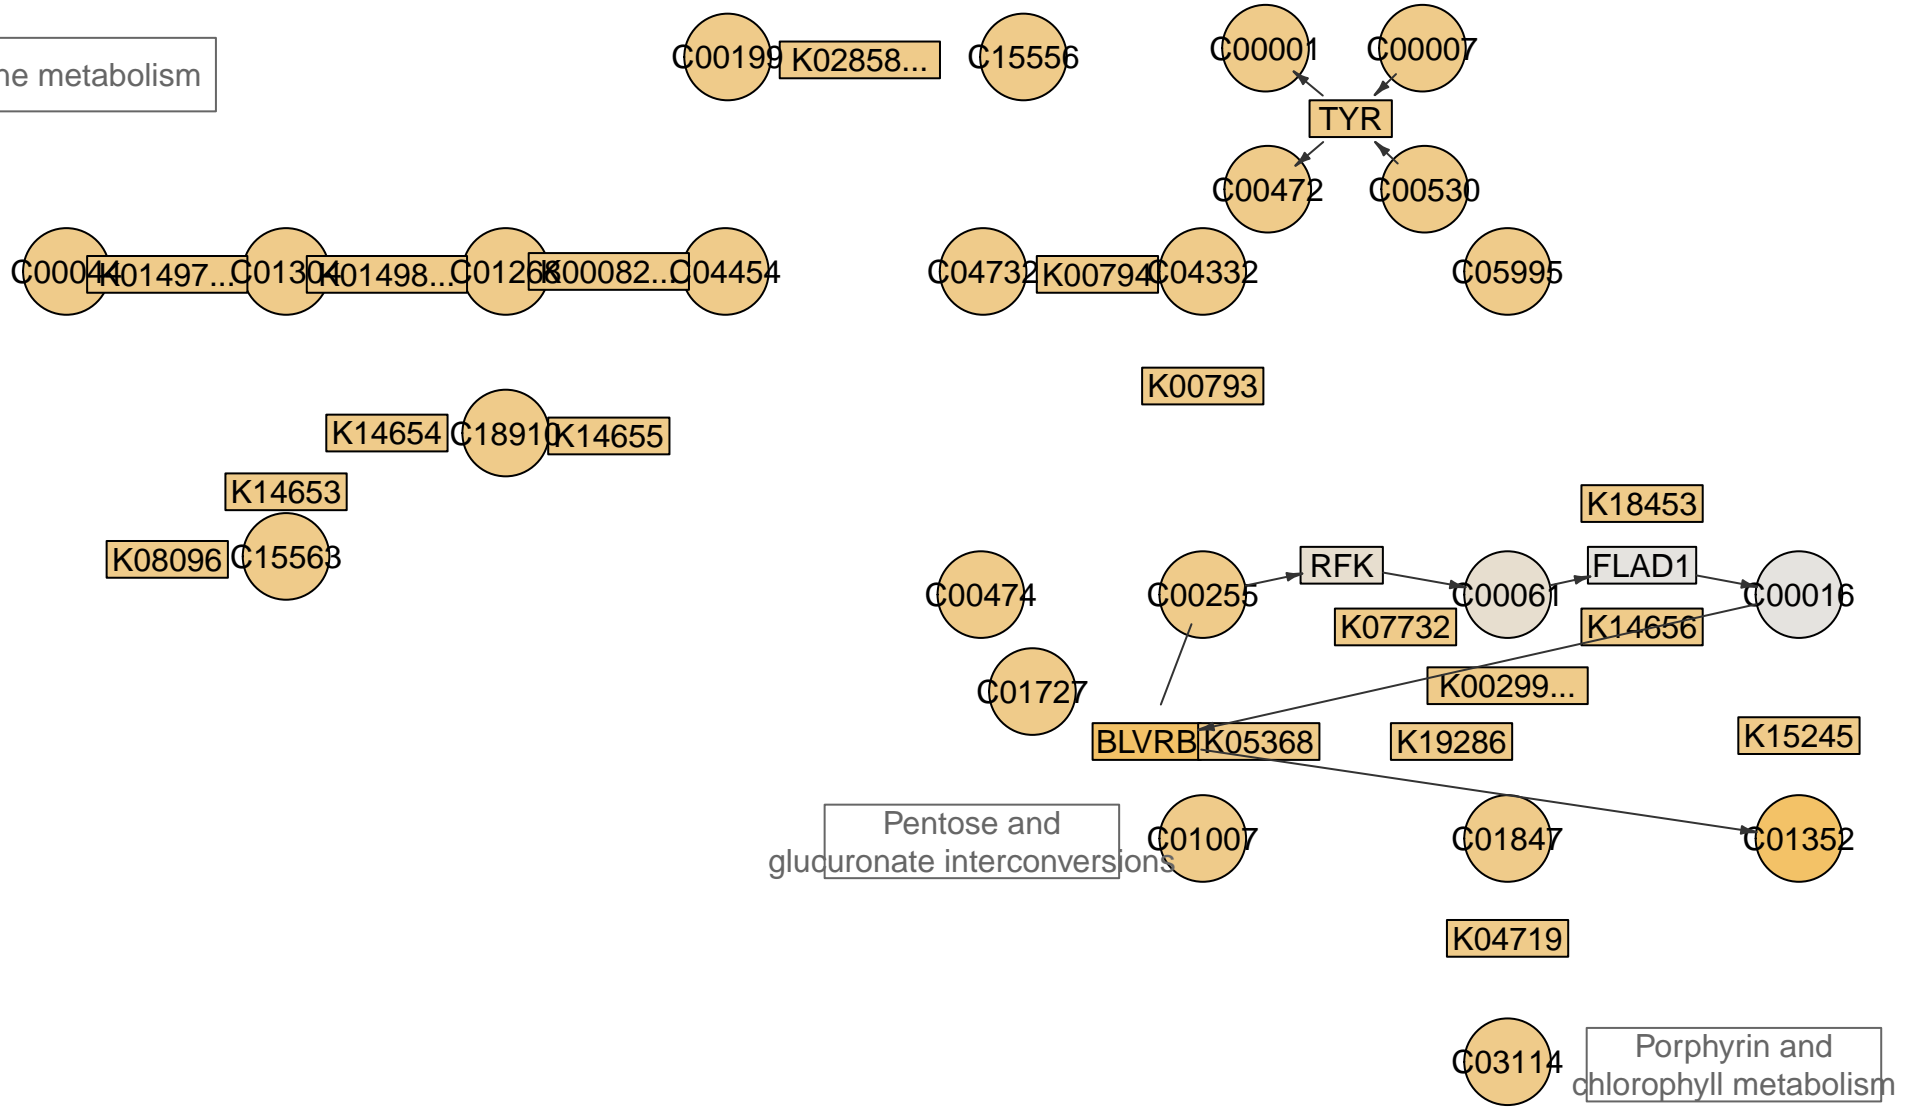 ne metabolism
C00199
K02858...
C15556
C00001
C00007
TYR
C00472
C00530
C00044
K01497...
C01304
K01498...
C01268
K00082...
C04454
C04732
K00794
C04332
C05995
K00793
K14654
C18910
K14655
K14653
K08096
C15563
K18453
C00474
C00255
RFK
C00061
FLAD1
C00016
K07732
K14656
C01727
K00299...
BLVRB
K05368
K19286
K15245
Pentose and
glucuronate interconversions
C01007
C01847
C01352
K04719
C03114
Porphyrin and
chlorophyll metabolism